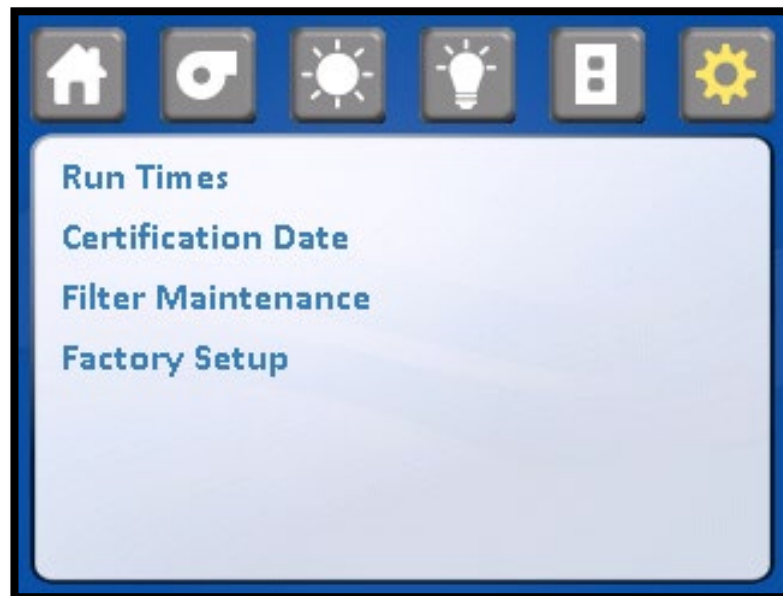 Run Times
Certification Date
Filter Maintenance
Factory Setup